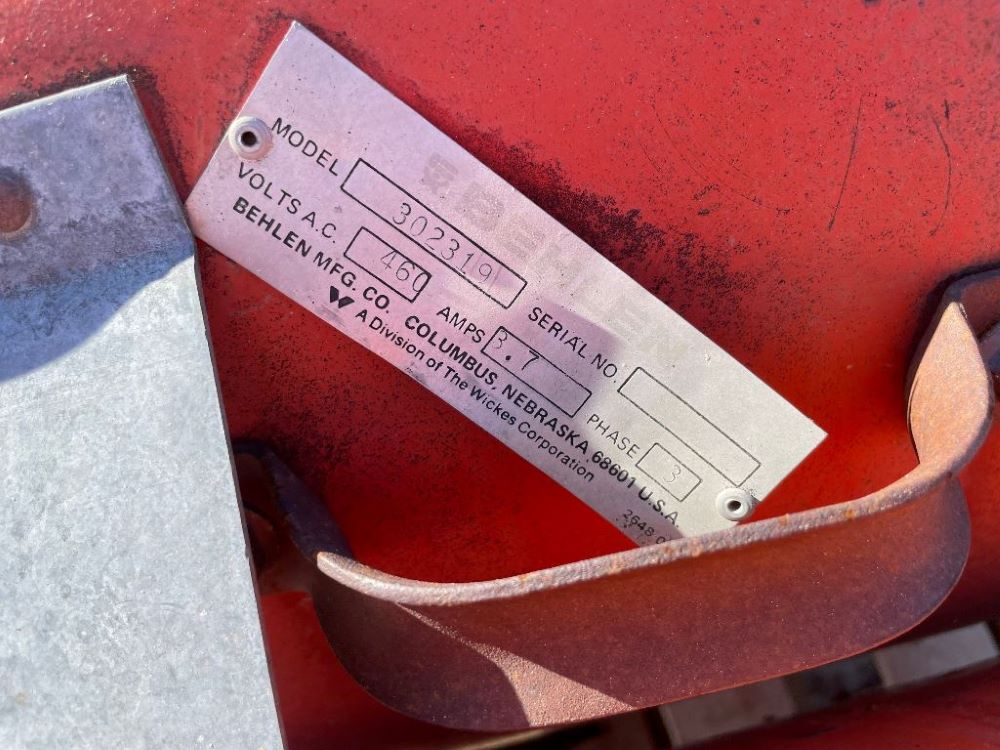 BEHLEN
MODEL 302319 SERIAL NO.
VOLTS A.C. 460 AMPS 3.7 PHASE 3
BEHLEN MFG. CO. COLUMBUS, NEBRASKA 68601 U.S.A.
A Division of The Wickes Corporation
2648